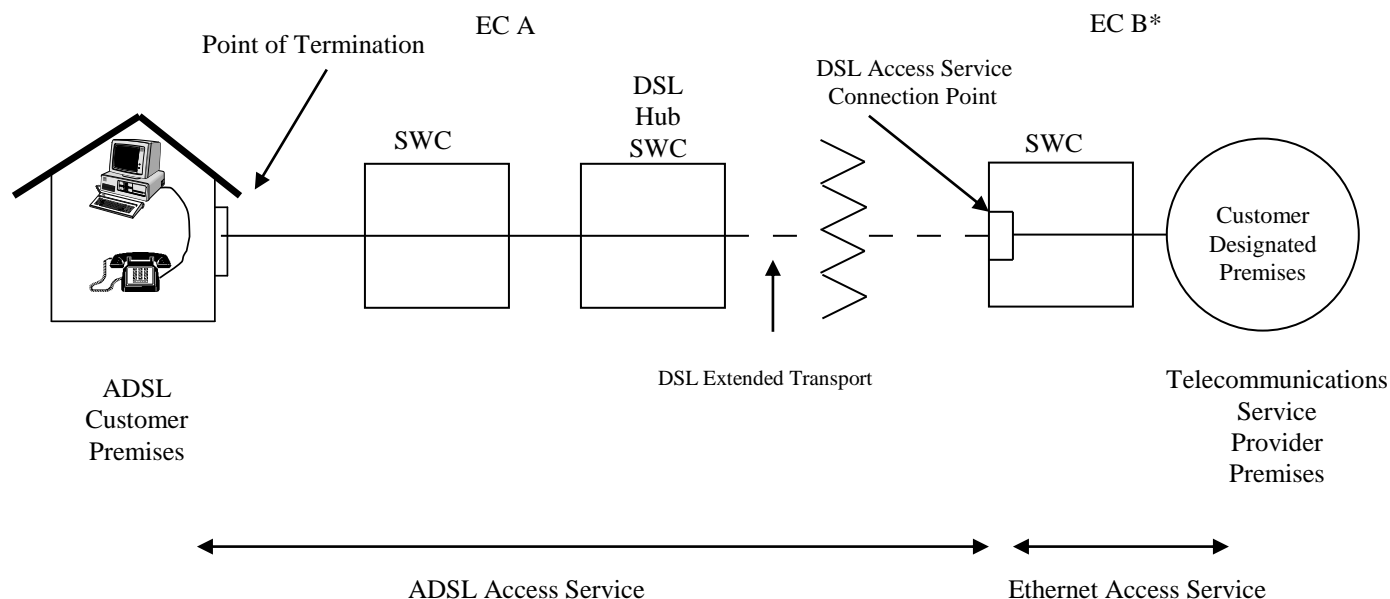 EC A
EC B*
Point of Termination
DSL Access Service
Connection Point
DSL
Hub
SWC
SWC
SWC
Customer
Designated
Premises
DSL Extended Transport
ADSL
Customer
Premises
Telecommunications
Service
Provider
Premises
ADSL Access Service
Ethernet Access Service